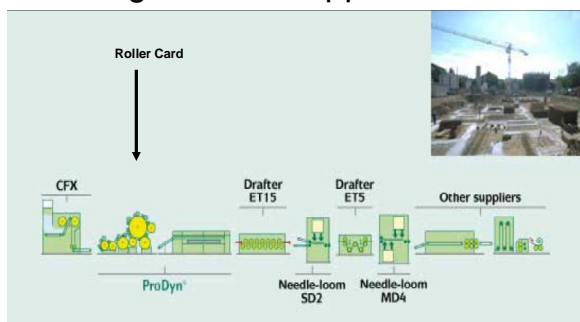 Roller Card
CFX
Drafter
ET15
Drafter
ET5
Other suppliers
ProDyn®
Needle-loom
SD2
Needle-loom
MD4